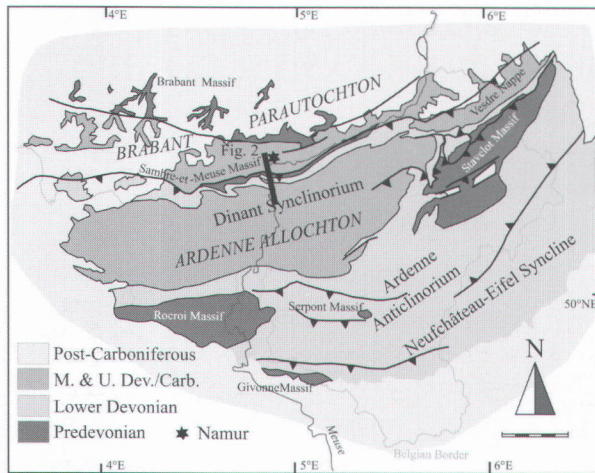 4°E 5°E 6°E
Brabant Massif
PARAUTOCHTON
BRABANT
Vesdre Nappe
Fig. 2
Sambre-et-Meuse Massif
Stavelot Massif
Dinant Synclinorium
ARDENNE ALLOCHTON
Ardenne
Anticlinorium
Serpont Massif
Neufchâteau-Eifel Syncline
50°N
Rocroi Massif
Givonne Massif
Post-Carboniferous
M. & U. Dev./Carb.
Lower Devonian
Predevonian
Namur
N
Meuse
Belgian Border
4°E 5°E 6°E